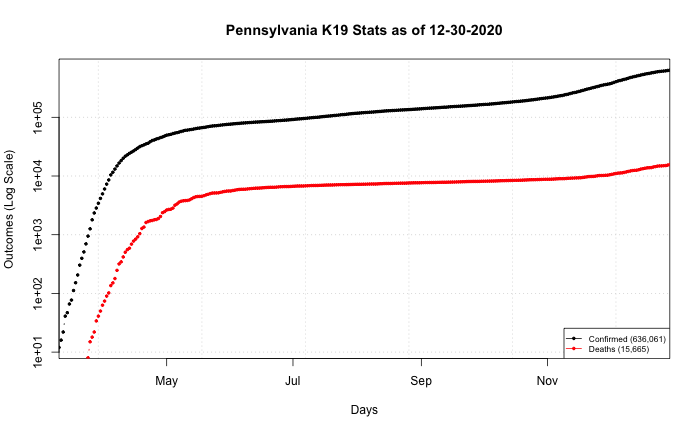 Pennsylvania K19 Stats as of 12-30-2020
Outcomes (Log Scale)
1e+05
1e+04
1e+03
1e+02
1e+01
Confirmed (636,061)
Deaths (15,665)
May Jul Sep Nov
Days